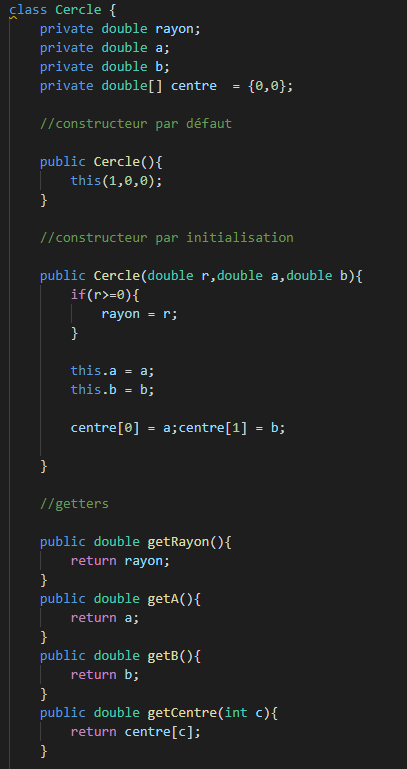 class Cercle {
    private double rayon;
    private double a;
    private double b;
    private double[] centre  = {0,0};

    //constructeur par défaut

    public Cercle(){
        this(1,0,0);
    }

    //constructeur par initialisation

    public Cercle(double r,double a,double b){
        if(r>=0){
            rayon = r;
        }

        this.a = a;
        this.b = b;

        centre[0] = a;centre[1] = b;

    }

    //getters

    public double getRayon(){
        return rayon;
    }
    public double getA(){
        return a;
    }
    public double getB(){
        return b;
    }
    public double getCentre(int c){
        return centre[c];
    }